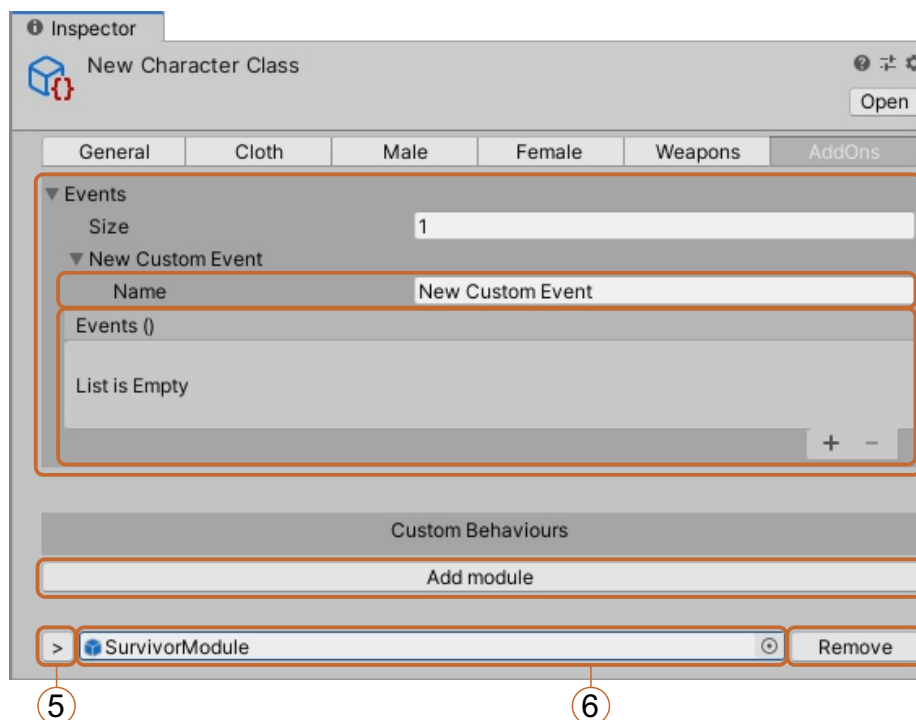 Inspector
New Character Class
Open
General Cloth Male Female Weapons AddOns
Events
Size 1
New Custom Event
Name New Custom Event
Events ()
List is Empty
+ −
Custom Behaviours
Add module
> SurvivorModule Remove
5 6